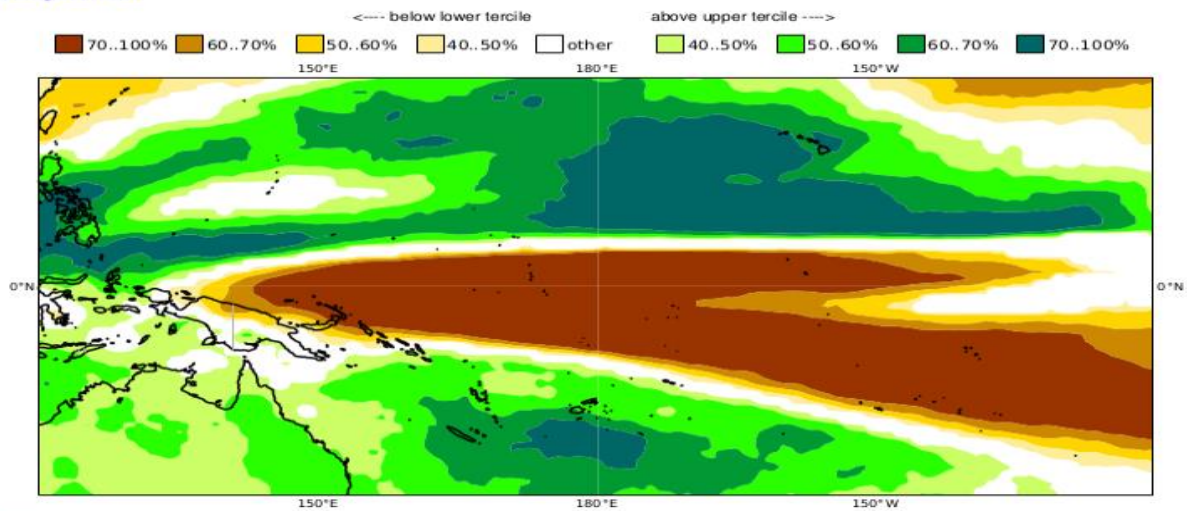 <---- below lower tercile above upper tercile ---->
70..100% 60..70% 50..60% 40..50% other 40..50% 50..60% 60..70% 70..100%
150°E 180°E 150°W
0°N 0°N
150°E 180°E 150°W